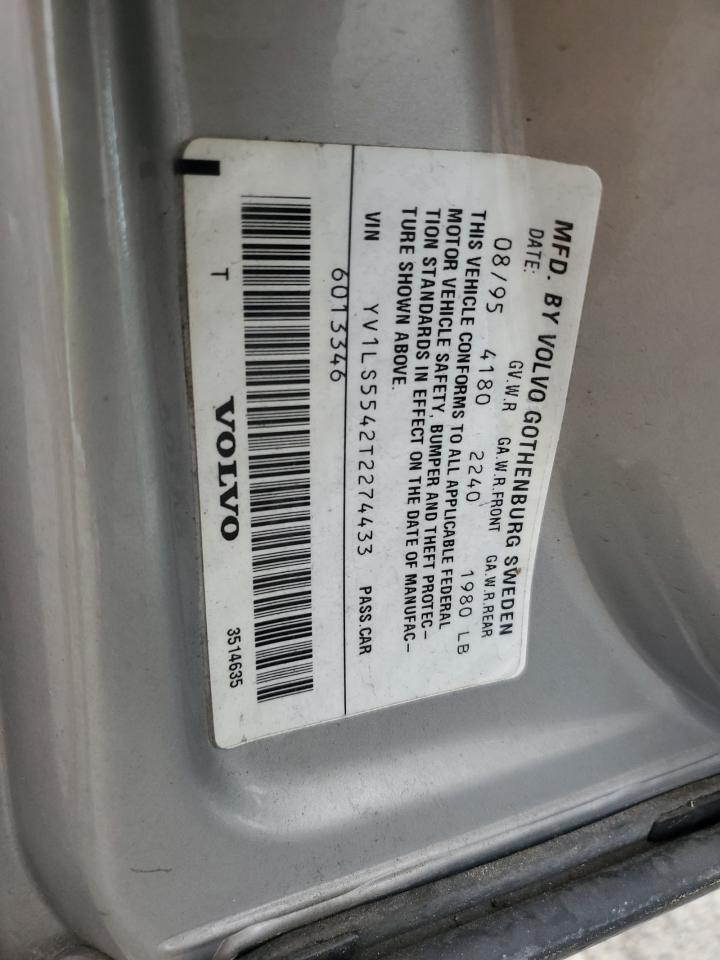 MFD. BY VOLVO GOTHENBURG SWEDEN
DATE: GV.W.R GA.W.R.FRONT GA.W.R.REAR
08/95 4180 2240 1980 LB
THIS VEHICLE CONFORMS TO ALL APPLICABLE FEDERAL
MOTOR VEHICLE SAFETY, BUMPER AND THEFT PROTEC-
TION STANDARDS IN EFFECT ON THE DATE OF MANUFAC-
TURE SHOWN ABOVE.
VIN YV1LS5542T2274433 PASS.CAR
6013346
T VOLVO 3514635